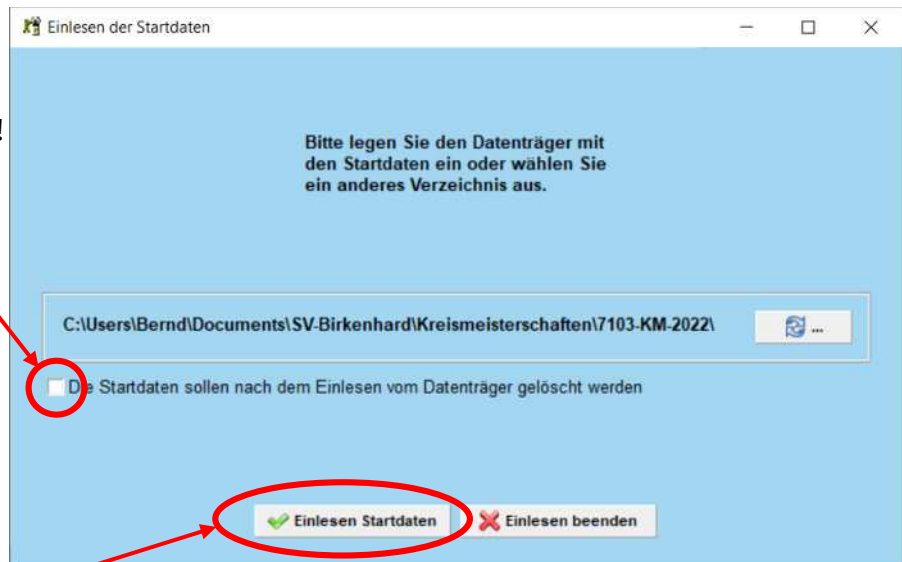 Einlesen der Startdaten
!
Bitte legen Sie den Datenträger mit
den Startdaten ein oder wählen Sie
ein anderes Verzeichnis aus.
C:\Users\Bernd\Documents\SV-Birkenhard\Kreismeisterschaften\7103-KM-2022\ ...
Die Startdaten sollen nach dem Einlesen vom Datenträger gelöscht werden
Einlesen Startdaten Einlesen beenden